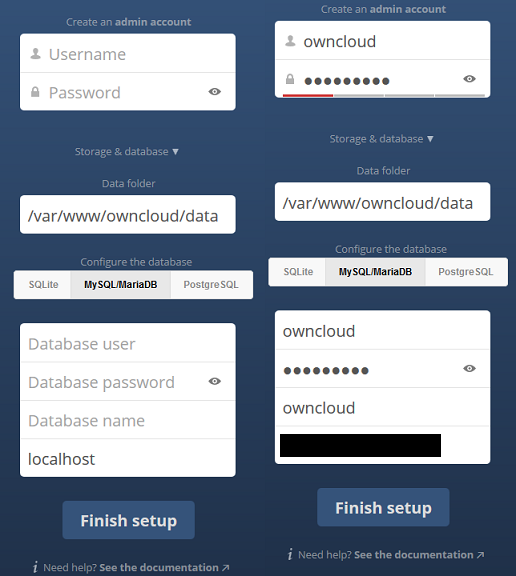 Create an admin account
Username
Password
Storage & database ▼
Data folder
/var/www/owncloud/data
Configure the database
SQLite MySQL/MariaDB PostgreSQL
Database user
Database password
Database name
localhost
Finish setup
i Need help? See the documentation ↗
Create an admin account
owncloud
●●●●●●●●●
Storage & database ▼
Data folder
/var/www/owncloud/data
Configure the database
SQLite MySQL/MariaDB PostgreSQL
owncloud
●●●●●●●●●
owncloud
Finish setup
i Need help? See the documentation ↗